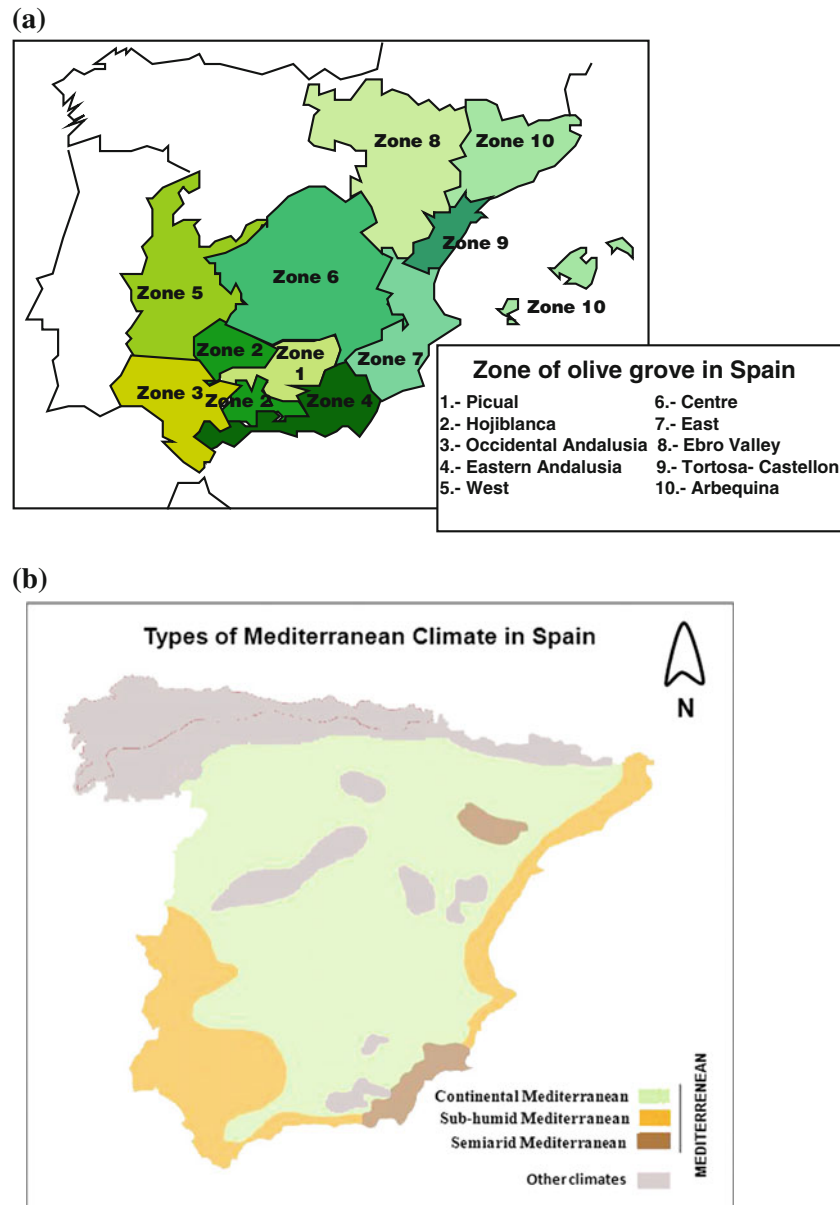 (a)
Zone 8
Zone 10
Zone 9
Zone 6
Zone 5
Zone 10
Zone 2
Zone
1
Zone 7
Zone 3
Zone 2
Zone 4
Zone of olive grove in Spain
1.- Picual
2.- Hojiblanca
3.- Occidental Andalusia
4.- Eastern Andalusia
5.- West
6.- Centre
7.- East
8.- Ebro Valley
9.- Tortosa- Castellon
10.- Arbequina
(b)
Types of Mediterranean Climate in Spain
N
Continental Mediterranean
Sub-humid Mediterranean
Semiarid Mediterranean
MEDITERRENEAN
Other climates